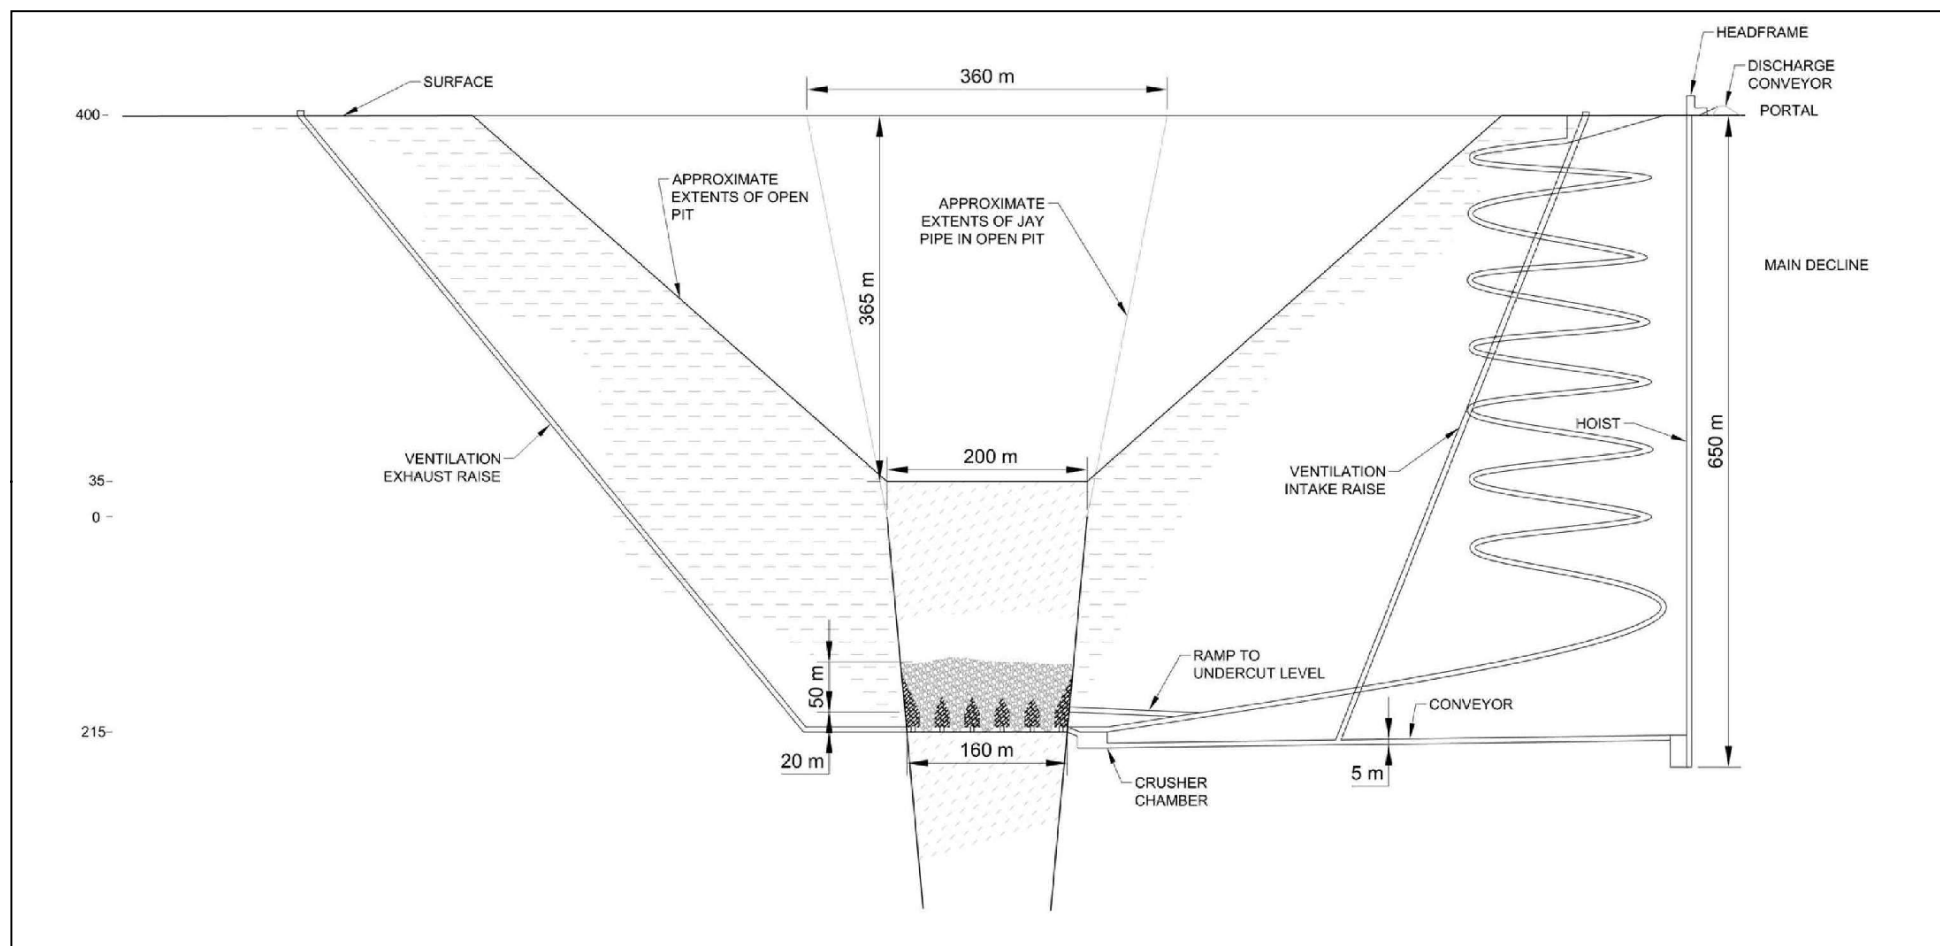 HEADFRAME
DISCHARGE
CONVEYOR
360 m
SURFACE
400
PORTAL
APPROXIMATE
EXTENTS OF OPEN
PIT
APPROXIMATE
EXTENTS OF JAY
PIPE IN OPEN PIT
365 m
MAIN DECLINE
HOIST
650 m
VENTILATION
EXHAUST RAISE
200 m
VENTILATION
INTAKE RAISE
35
0
RAMP TO
UNDERCUT LEVEL
50 m
CONVEYOR
215
20 m
160 m
5 m
CRUSHER
CHAMBER